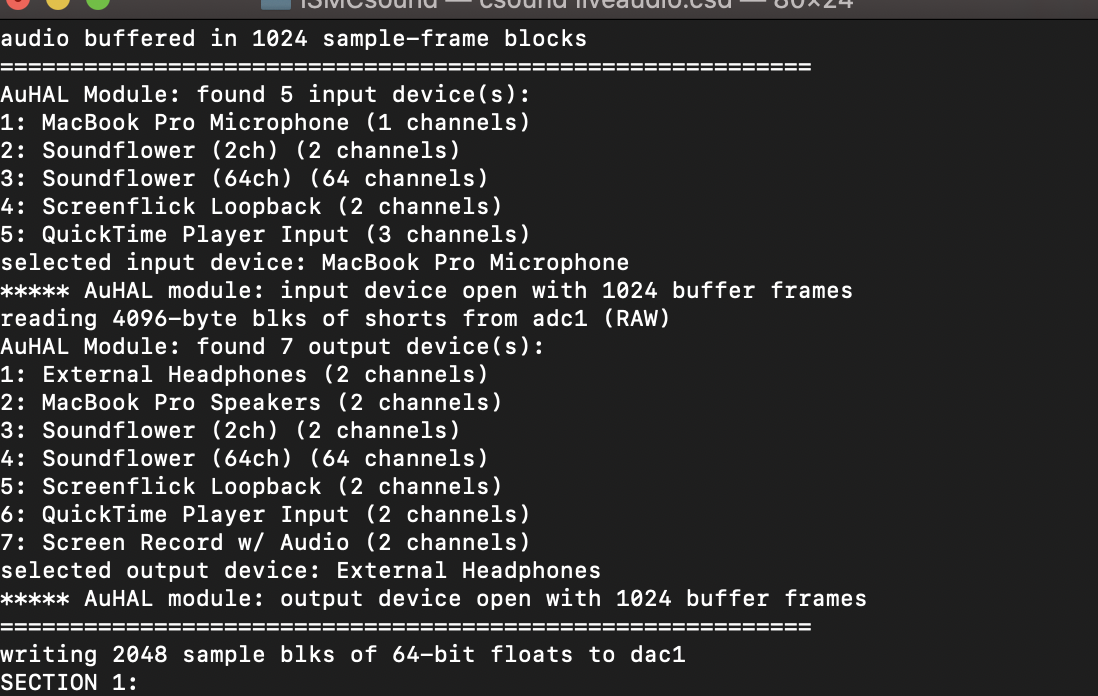 ISMCsound — csound liveaudio.csd — 80×24
audio buffered in 1024 sample-frame blocks
==========================================================
AuHAL Module: found 5 input device(s):
1: MacBook Pro Microphone (1 channels)
2: Soundflower (2ch) (2 channels)
3: Soundflower (64ch) (64 channels)
4: Screenflick Loopback (2 channels)
5: QuickTime Player Input (3 channels)
selected input device: MacBook Pro Microphone
***** AuHAL module: input device open with 1024 buffer frames
reading 4096-byte blks of shorts from adc1 (RAW)
AuHAL Module: found 7 output device(s):
1: External Headphones (2 channels)
2: MacBook Pro Speakers (2 channels)
3: Soundflower (2ch) (2 channels)
4: Soundflower (64ch) (64 channels)
5: Screenflick Loopback (2 channels)
6: QuickTime Player Input (2 channels)
7: Screen Record w/ Audio (2 channels)
selected output device: External Headphones
***** AuHAL module: output device open with 1024 buffer frames
==========================================================
writing 2048 sample blks of 64-bit floats to dac1
SECTION 1: